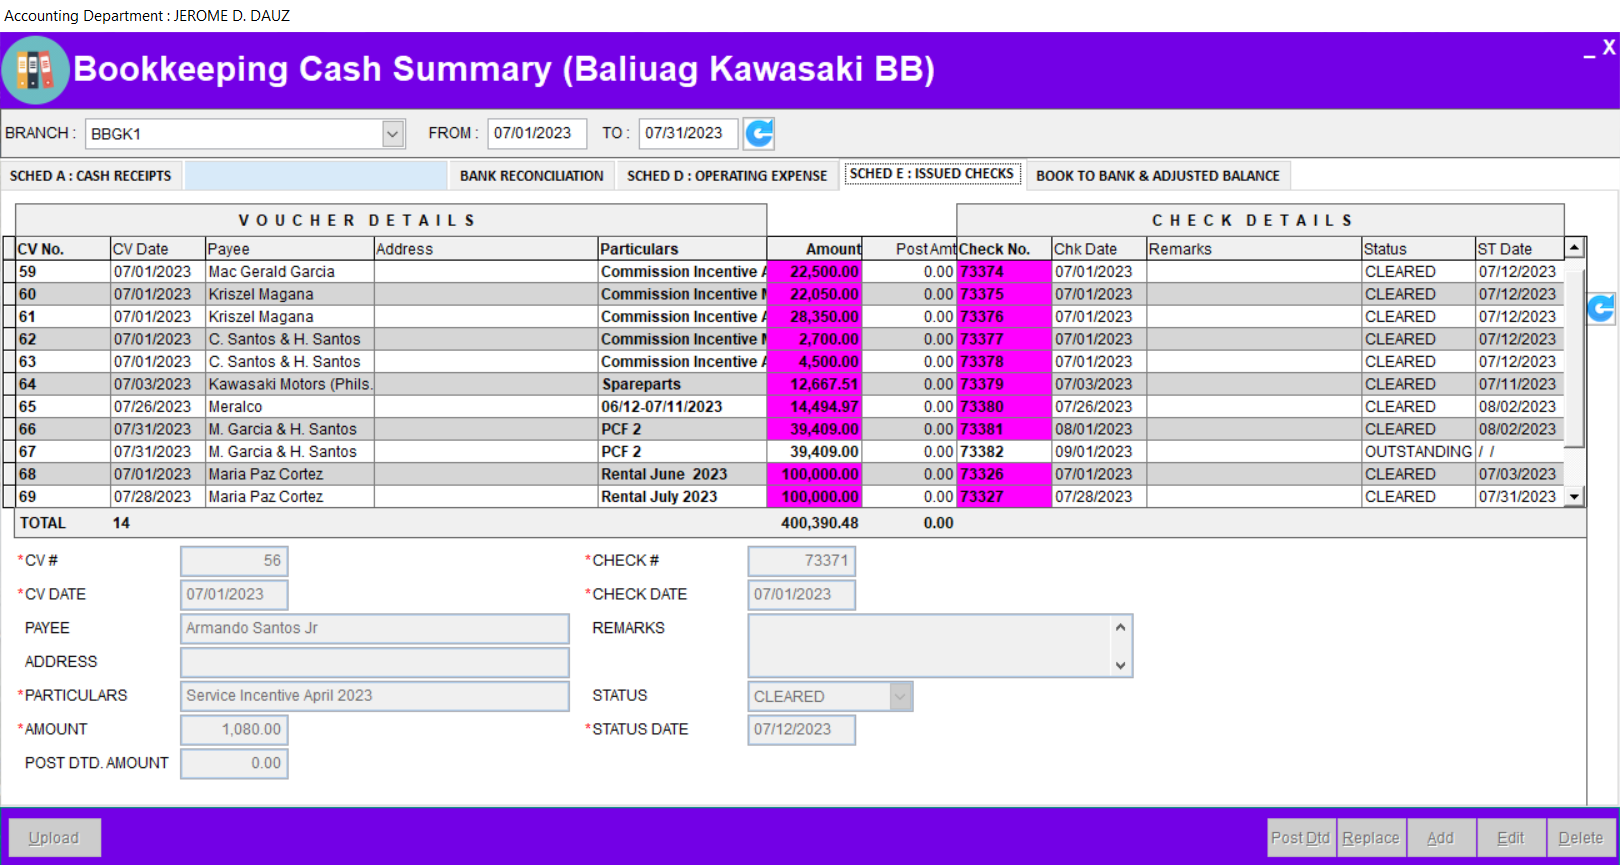 Accounting Department : JEROME D. DAUZ
_ X
Bookkeeping Cash Summary (Baliuag Kawasaki BB)
BRANCH : BBGK1 FROM : 07/01/2023 TO : 07/31/2023
SCHED A : CASH RECEIPTS BANK RECONCILIATION SCHED D : OPERATING EXPENSE SCHED E : ISSUED CHECKS BOOK TO BANK & ADJUSTED BALANCE
VOUCHER DETAILS CHECK DETAILS
CV No. CV Date Payee Address Particulars Amount Post Amt Check No. Chk Date Remarks Status ST Date
59 07/01/2023 Mac Gerald Garcia Commission Incentive A 22,500.00 0.00 73374 07/01/2023 CLEARED 07/12/2023
60 07/01/2023 Kriszel Magana Commission Incentive M 22,050.00 0.00 73375 07/01/2023 CLEARED 07/12/2023
61 07/01/2023 Kriszel Magana Commission Incentive A 28,350.00 0.00 73376 07/01/2023 CLEARED 07/12/2023
62 07/01/2023 C. Santos & H. Santos Commission Incentive M 2,700.00 0.00 73377 07/01/2023 CLEARED 07/12/2023
63 07/01/2023 C. Santos & H. Santos Commission Incentive A 4,500.00 0.00 73378 07/01/2023 CLEARED 07/12/2023
64 07/03/2023 Kawasaki Motors (Phils. Spareparts 12,667.51 0.00 73379 07/03/2023 CLEARED 07/11/2023
65 07/26/2023 Meralco 06/12-07/11/2023 14,494.97 0.00 73380 07/26/2023 CLEARED 08/02/2023
66 07/31/2023 M. Garcia & H. Santos PCF 2 39,409.00 0.00 73381 08/01/2023 CLEARED 08/02/2023
67 07/31/2023 M. Garcia & H. Santos PCF 2 39,409.00 0.00 73382 09/01/2023 OUTSTANDING / /
68 07/01/2023 Maria Paz Cortez Rental June 2023 100,000.00 0.00 73326 07/01/2023 CLEARED 07/03/2023
69 07/28/2023 Maria Paz Cortez Rental July 2023 100,000.00 0.00 73327 07/28/2023 CLEARED 07/31/2023
TOTAL 14 400,390.48 0.00
*CV # 56 *CHECK # 73371
*CV DATE 07/01/2023 *CHECK DATE 07/01/2023
PAYEE Armando Santos Jr REMARKS
ADDRESS
*PARTICULARS Service Incentive April 2023 STATUS CLEARED
*AMOUNT 1,080.00 *STATUS DATE 07/12/2023
POST DTD. AMOUNT 0.00
Upload Post Dtd Replace Add Edit Delete